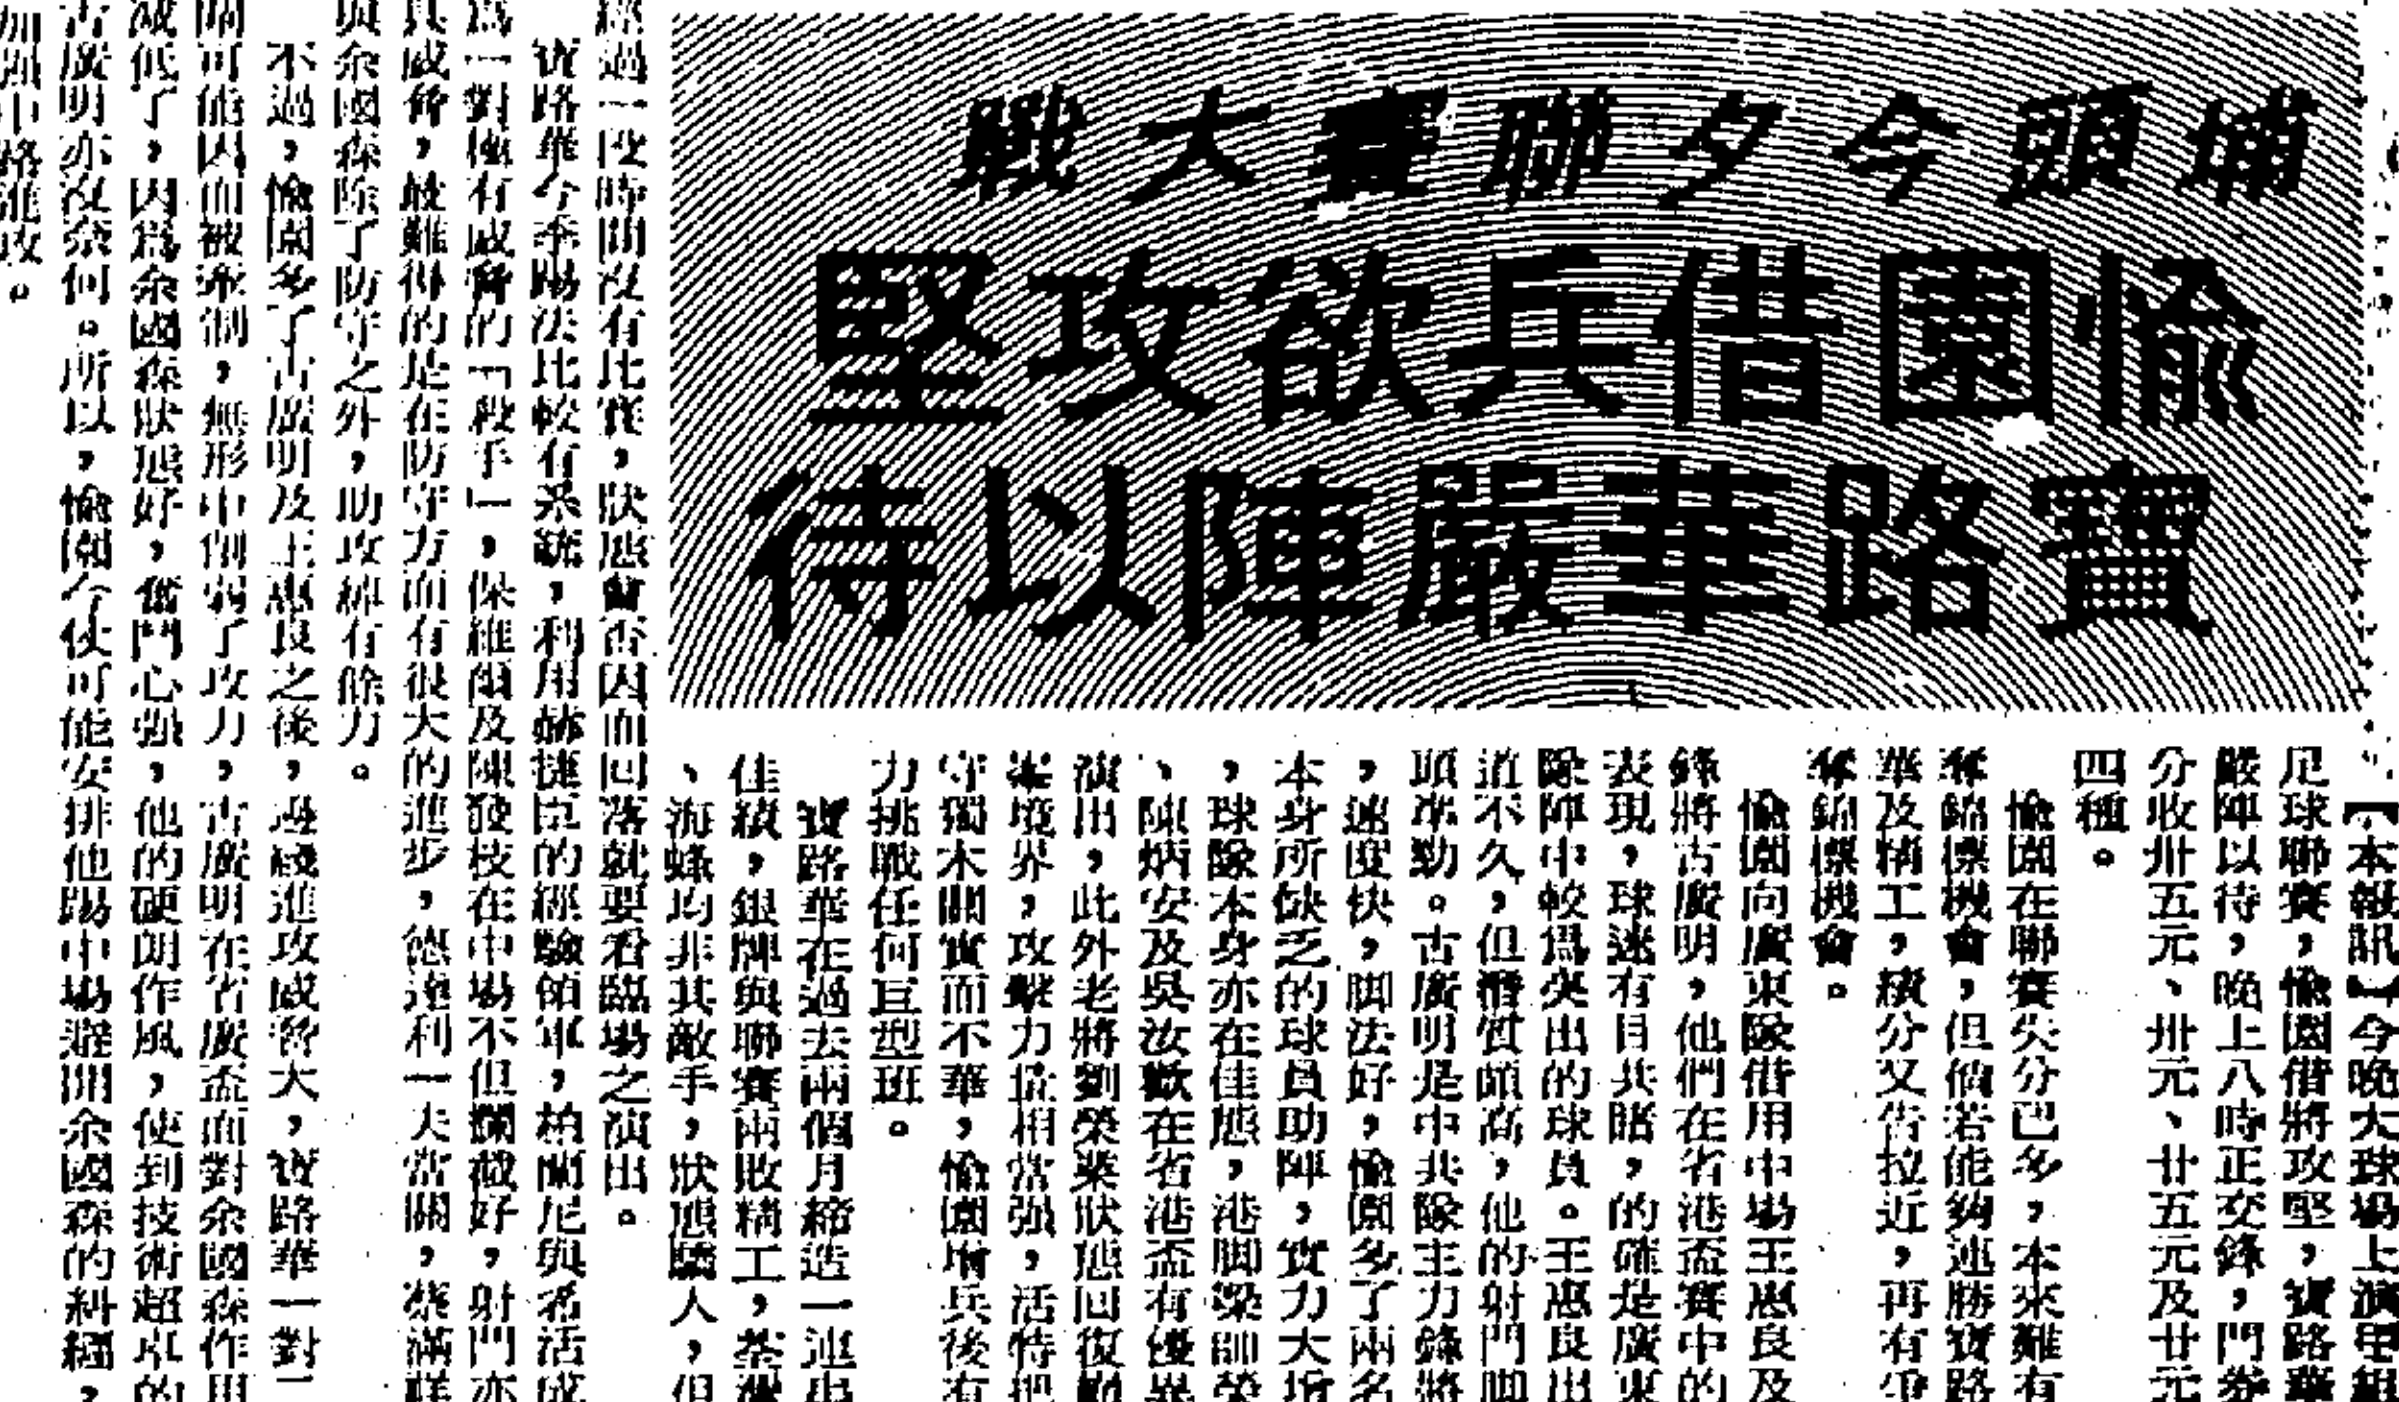 埔頭今夕聯賽大戰
愉園借兵欲攻堅
寶路華嚴陣以待
【本報訊】今晚大球場上演甲組
足球聯賽，愉園借將攻堅，寶路華
嚴陣以待，晚上八時正交鋒，門券
分收卅五元、卅元、廿五元及廿元
四種。
愉園在聯賽失分已多，本來難有
奪錦標機會，但倘若能夠連勝寶路
華及精工，積分又告拉近，再有爭
奪錦標機會。
愉園向廣東隊借用中場王惠良及
鋒將古廣明，他們在省港盃賽中的
表現，球迷有目共睹，的確是廣東
隊陣中較為突出的球員。王惠良出
道不久，但潛質頗高，他的射門脚
頭準勁。古廣明是中共隊主力鋒將
，速度快，脚法好，愉園多了兩名
本身所缺乏的球員助陣，實力大增
，球隊本身亦在佳態，港脚梁帥榮
、陳炳安及吳汝歡在省港盃有優異
演出，此外老將劉榮業狀態回復
境界，攻擊力當相當强，活特把
守獨木關實而不華，愉園增兵後有
力挑戰任何巨型班。
寶路華在過去兩個月締造一連串
佳績，銀牌與聯賽兩敗精工，荃灣
、海蜂均非其敵手，狀態驕人，但
經過一段時間沒有比賽，狀態會否因而回落就要看臨場之演出。
寶路華今季踢法比較有系統，利用赫捷臣的經驗領軍，柏蘭尼與希活成
為一對極有威脅的「殺手」，保維爾及陳發枝在中場不但攔截好，射門亦
具威脅，最難得的是在防守方面有很大的進步，德達利一夫當關，蔡滿祥
與余國森除了防守之外，助攻綽有餘力。
不過，愉園多了古廣明及王惠良之後，邊綫進攻威脅大，寶路華一對
閘可能因而被牽制，無形中削弱了攻力，古廣明在省廣盃面對余國森作用
減低了，因為余國森狀態好，奮鬥心强，他的硬朗作風，使到技術超卓的
古廣明亦沒奈何。所以，愉園今仗可能安排他踢中場避開余國森的糾纏，
加强中路進攻。